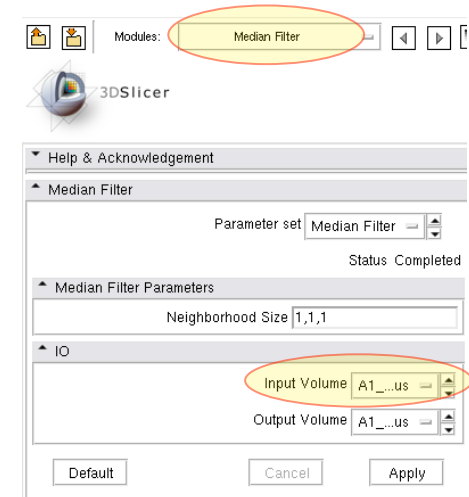 Modules: Median Filter
3DSlicer
Help & Acknowledgement
Median Filter
Parameter set Median Filter
Status Completed
Median Filter Parameters
Neighborhood Size 1,1,1
IO
Input Volume A1_...us
Output Volume A1_...us
Default Cancel Apply